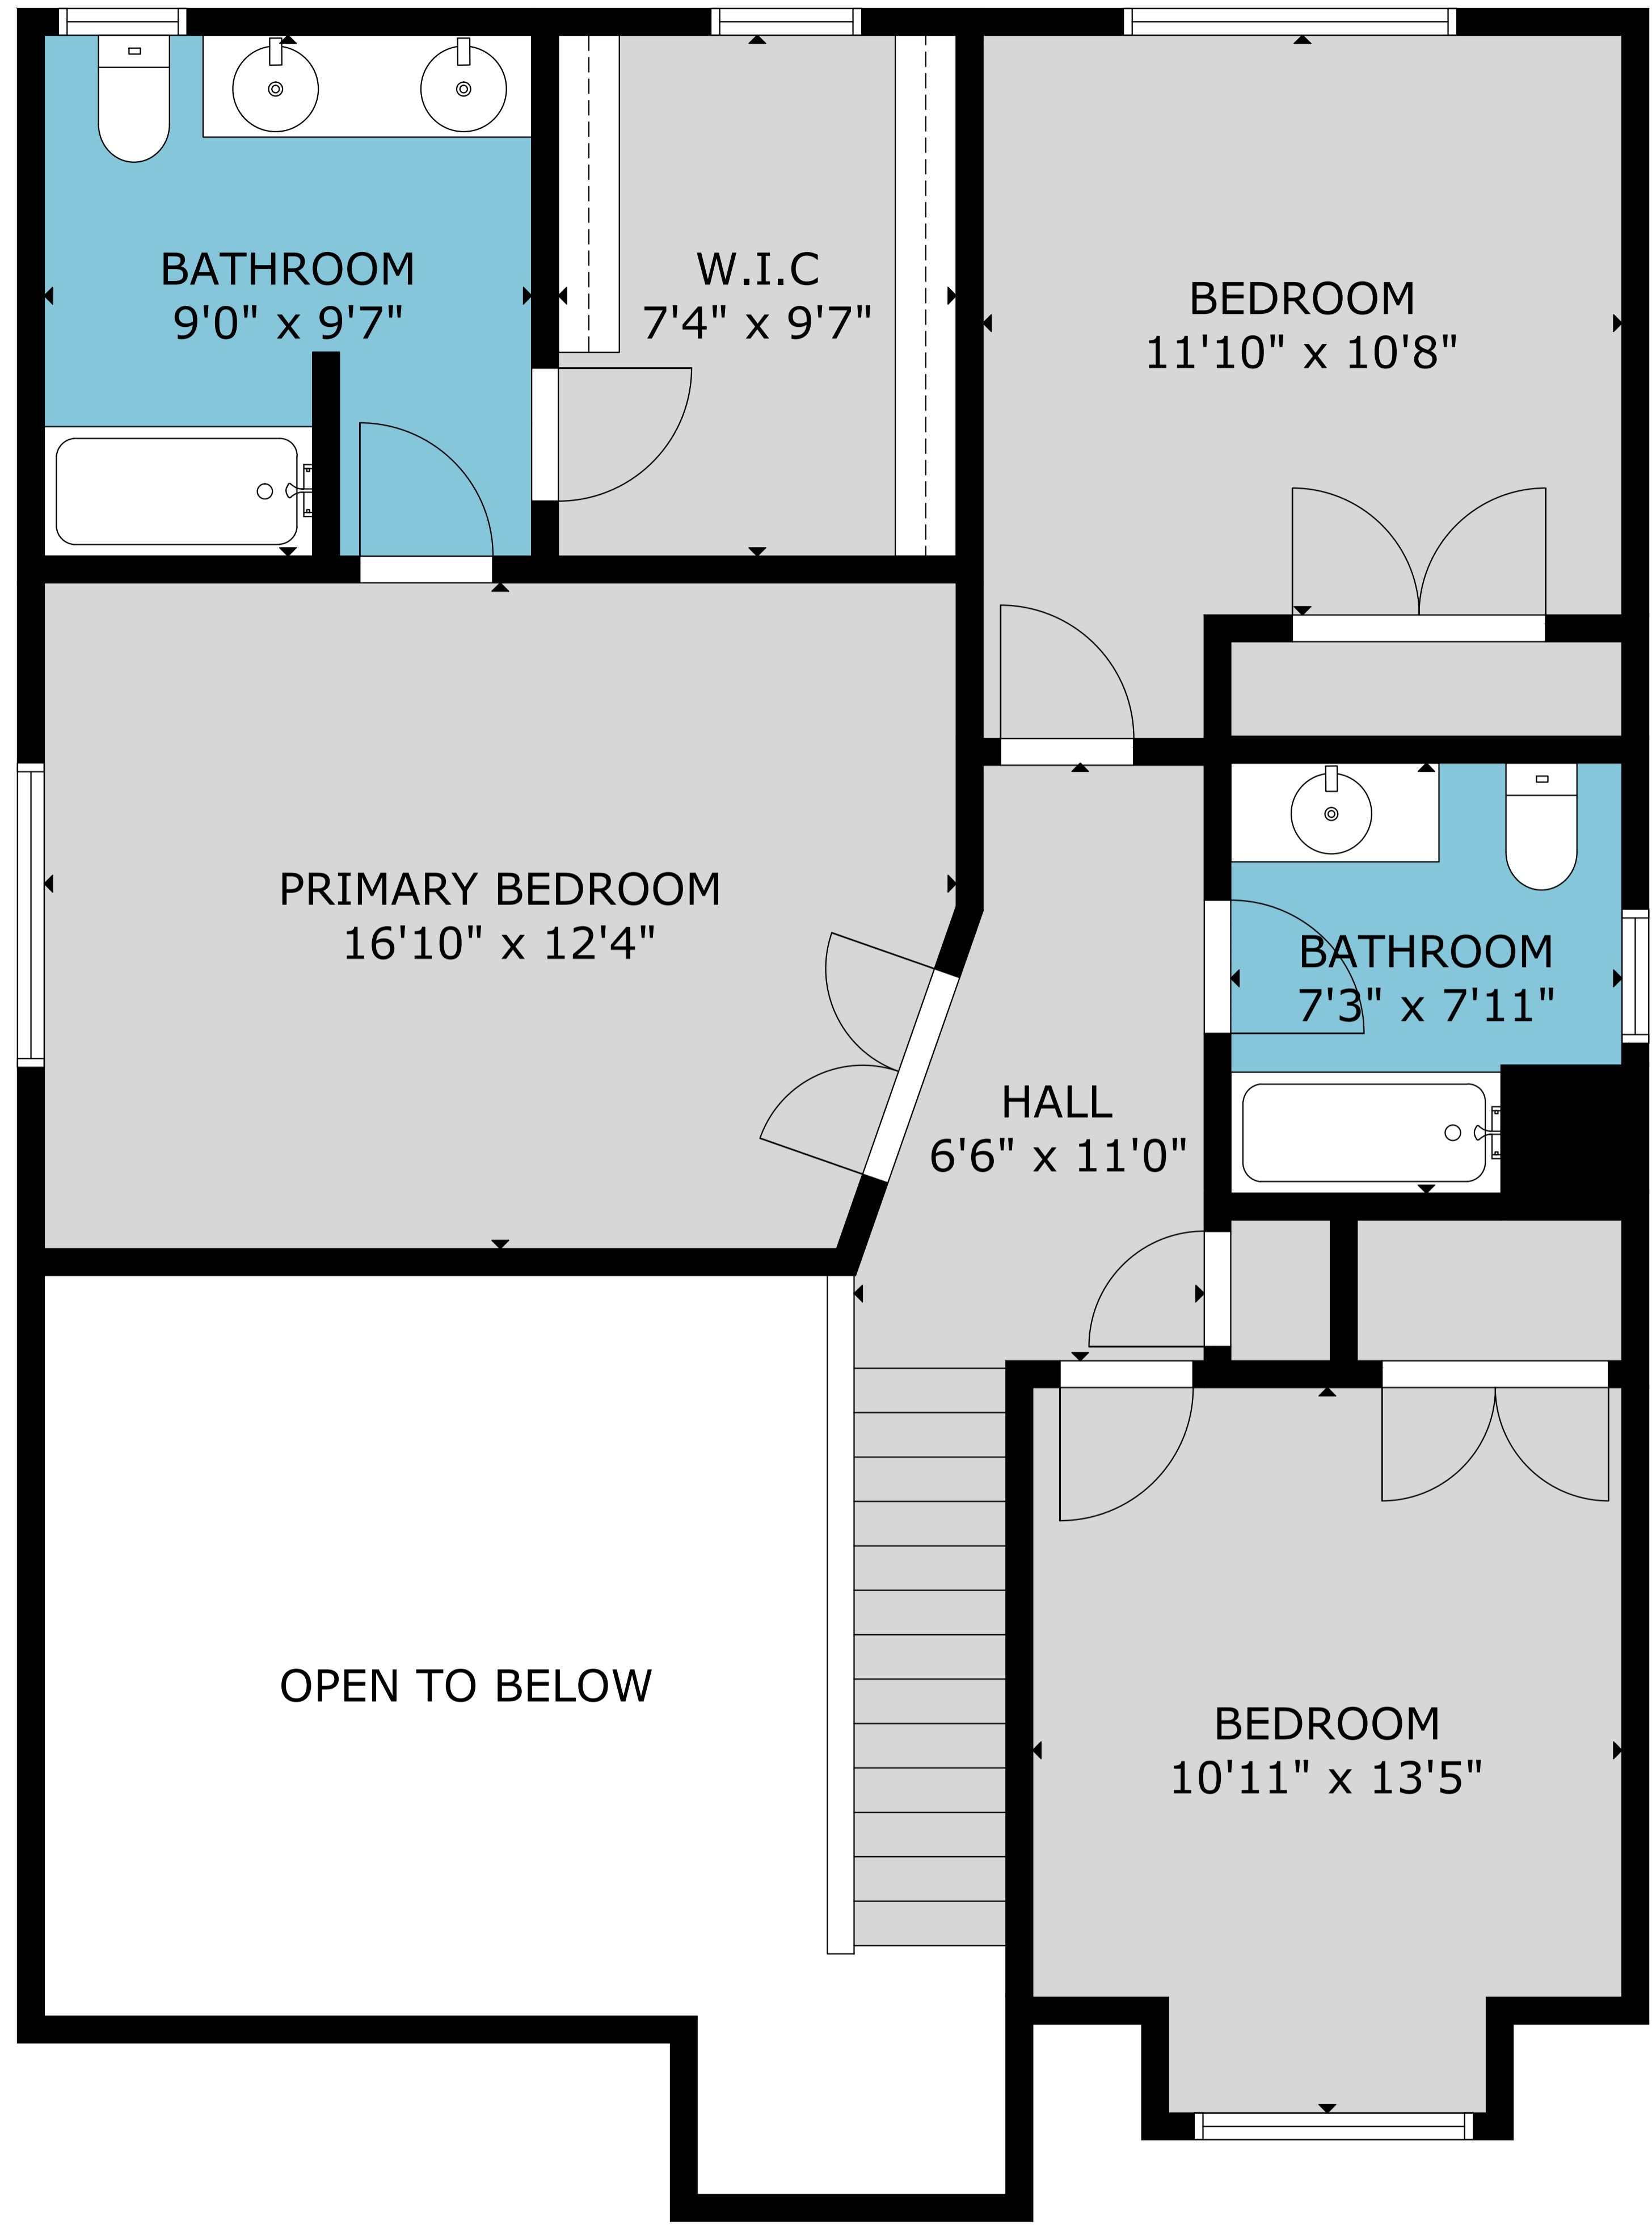 BATHROOM
9'0" x 9'7"
W.I.C
7'4" x 9'7"
BEDROOM
11'10" x 10'8"
PRIMARY BEDROOM
16'10" x 12'4"
BATHROOM
7'3" x 7'11"
HALL
6'6" x 11'0"
OPEN TO BELOW
BEDROOM
10'11" x 13'5"